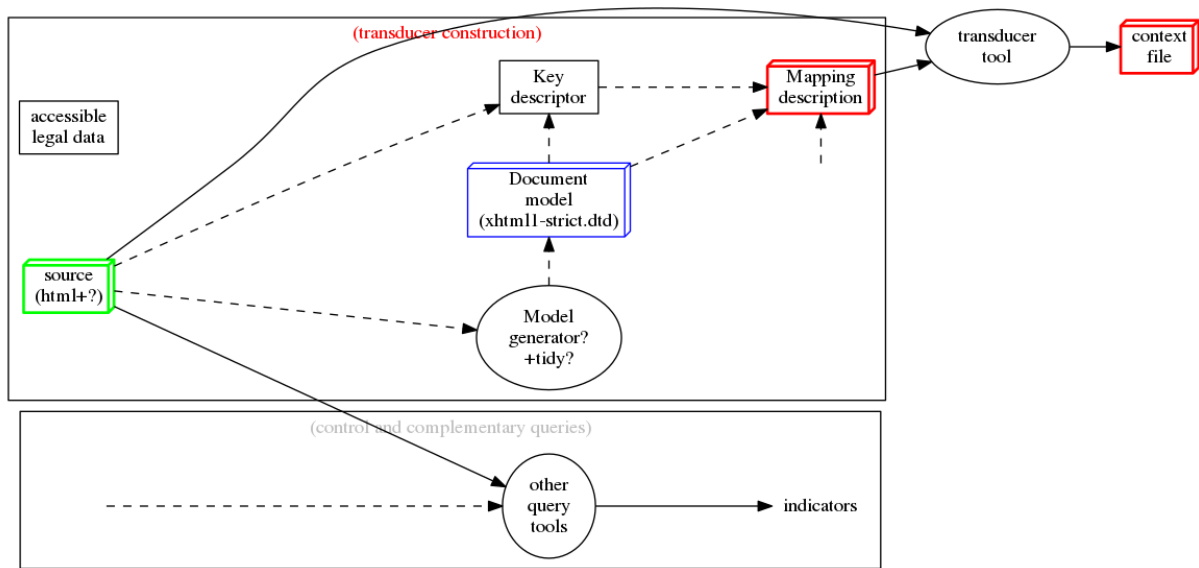 (transducer construction)
transducer
tool
context
file
Key
descriptor
Mapping
description
accessible
legal data
Document
model
(xhtml1-strict.dtd)
source
(html+?)
Model
generator?
+tidy?
(control and complementary queries)
other
query
tools
indicators